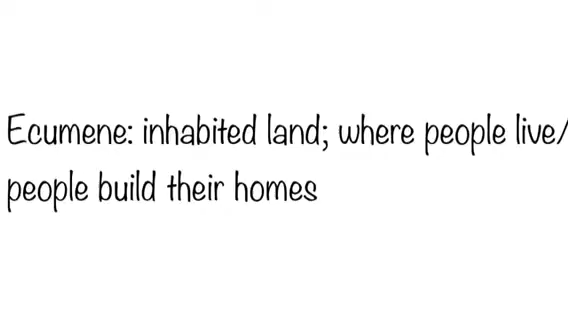 Ecumene: inhabited land; where people live/
people build their homes